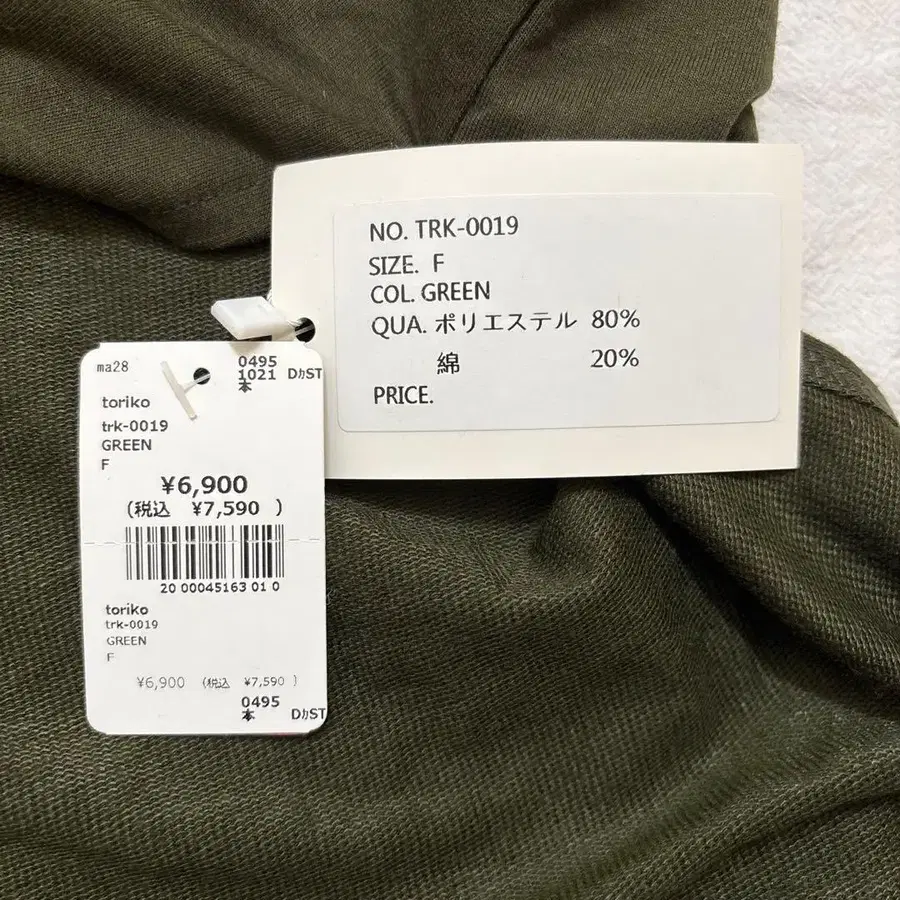 NO. TRK-0019
SIZE. F
COL. GREEN
QUA. ポリエステル 80%
綿 20%
PRICE.
ma28
0495
1021 DカST
本
toriko
trk-0019
GREEN
F
¥6,900
(税込 ¥7,590 )
20 00045163 01 0
toriko
trk-0019
GREEN
F
¥6,900 (税込 ¥7,590 )
0495
本 DカST